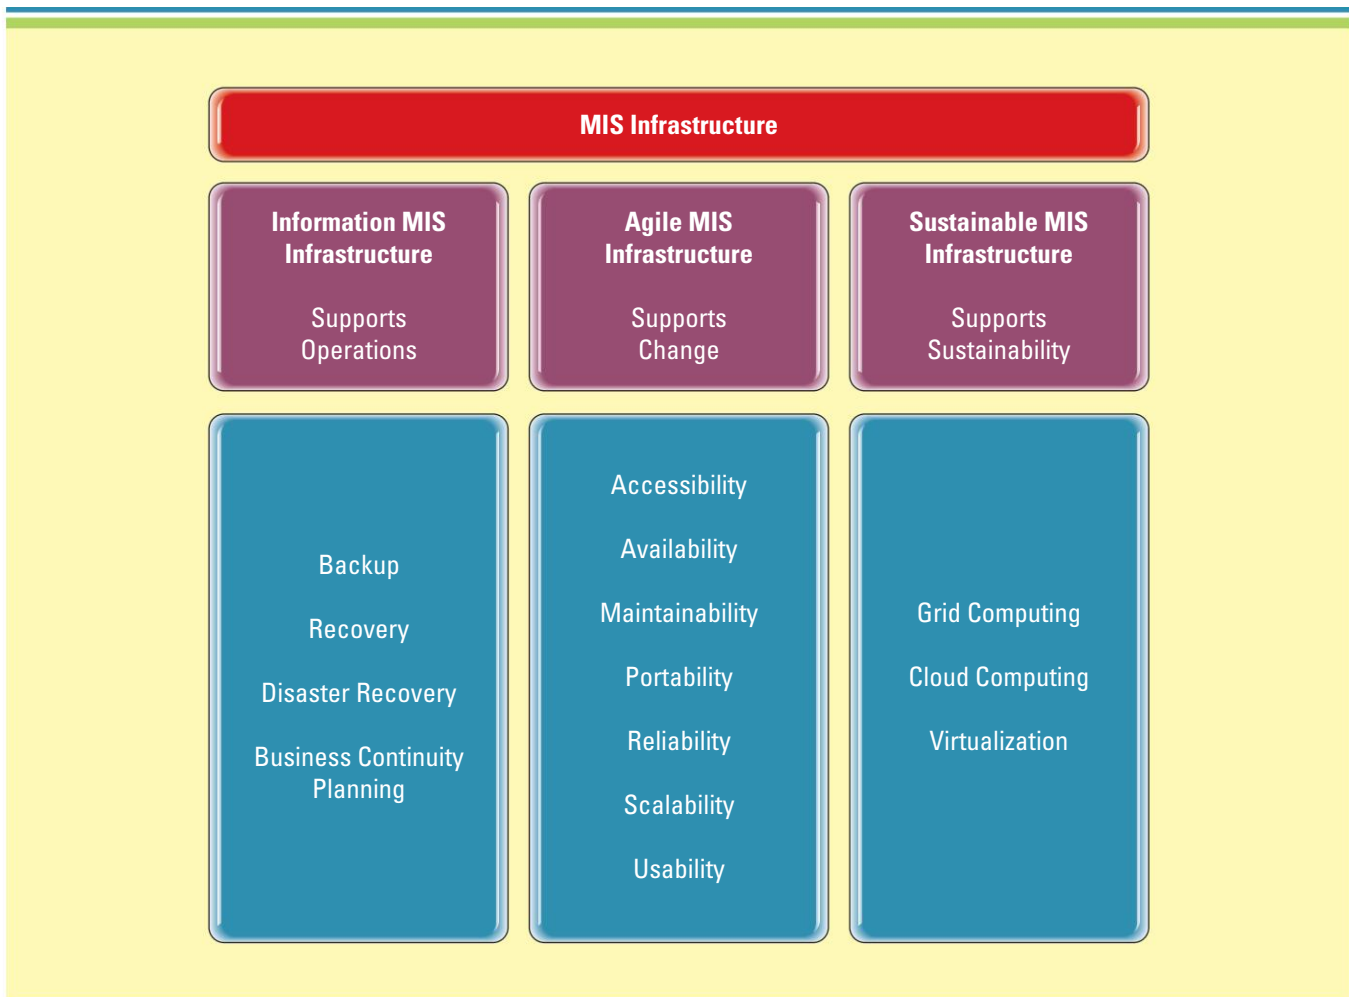 MIS Infrastructure
Information MIS
Infrastructure
Supports
Operations
Agile MIS
Infrastructure
Supports
Change
Sustainable MIS
Infrastructure
Supports
Sustainability
Backup
Recovery
Disaster Recovery
Business Continuity
Planning
Accessibility
Availability
Maintainability
Portability
Reliability
Scalability
Usability
Grid Computing
Cloud Computing
Virtualization